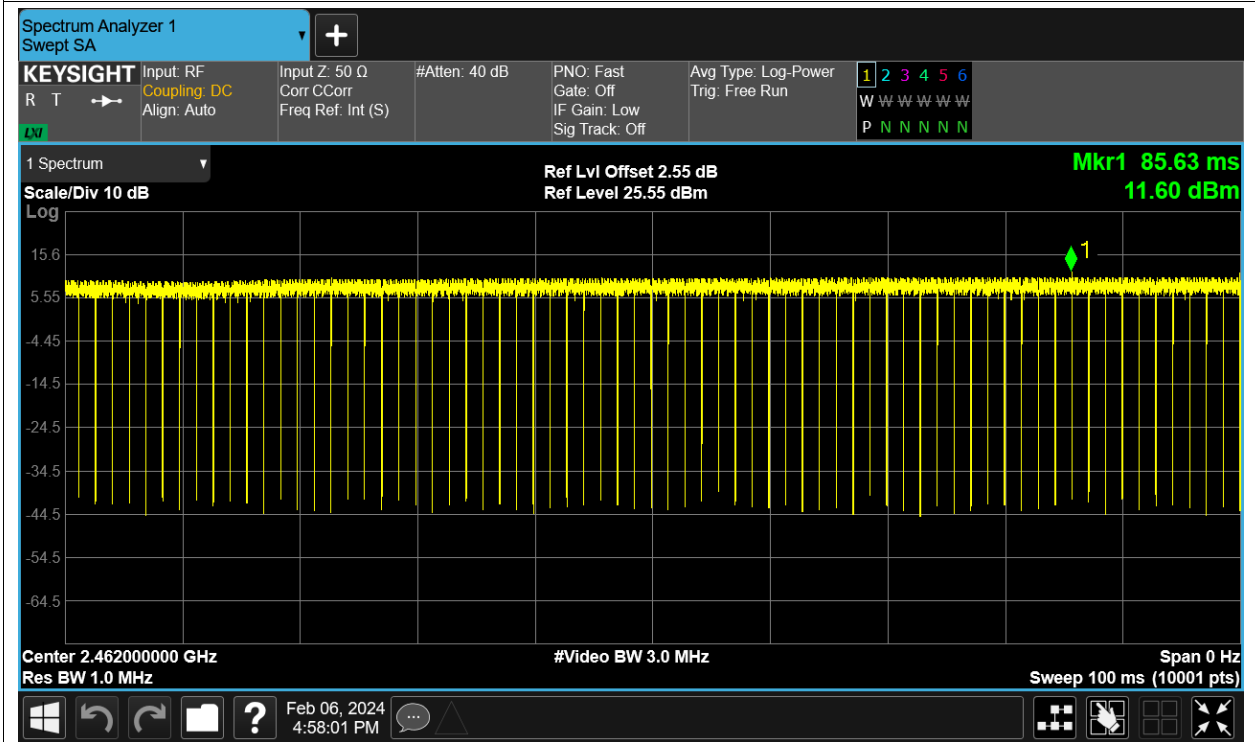 Spectrum Analyzer 1
Swept SA
KEYSIGHT
R T
LXI
Input: RF
Coupling: DC
Align: Auto
Input Z: 50 Ω
Corr CCorr
Freq Ref: Int (S)
#Atten: 40 dB
PNO: Fast
Gate: Off
IF Gain: Low
Sig Track: Off
Avg Type: Log-Power
Trig: Free Run
1 2 3 4 5 6
W W W W W W
P N N N N N
1 Spectrum
Scale/Div 10 dB
Log
Ref Lvl Offset 2.55 dB
Ref Level 25.55 dBm
Mkr1 85.63 ms
11.60 dBm
1
15.6
5.55
-4.45
-14.5
-24.5
-34.5
-44.5
-54.5
-64.5
Center 2.462000000 GHz
Res BW 1.0 MHz
#Video BW 3.0 MHz
Span 0 Hz
Sweep 100 ms (10001 pts)
?
Feb 06, 2024
4:58:01 PM